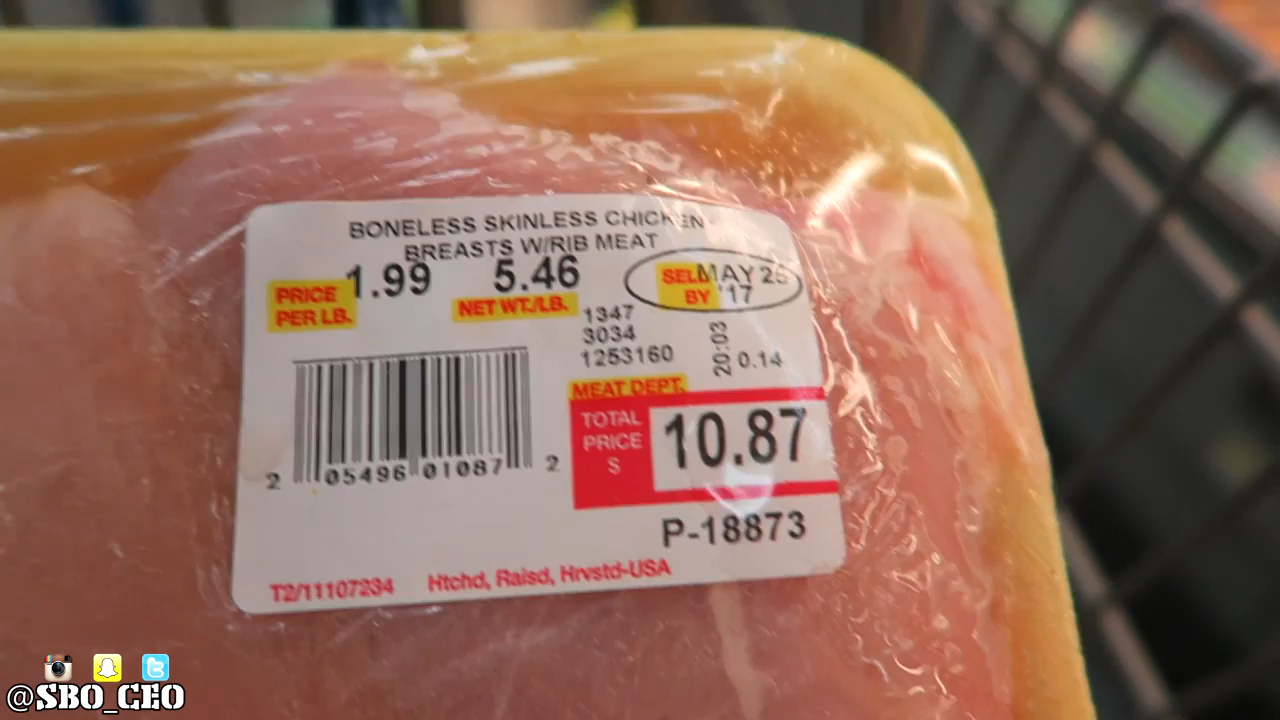 BONELESS SKINLESS CHICKEN
BREASTS W/RIB MEAT
PRICE PER LB. 1.99
5.46 NET WT./LB.
SELL BY MAY 25 '17
1347
3034
1253160
20:03
0.14
MEAT DEPT.
TOTAL PRICE $ 10.87
2 05496 01087 2
P-18873
T2/11107234 Htchd, Raisd, Hrvstd-USA
@SBO_CEO